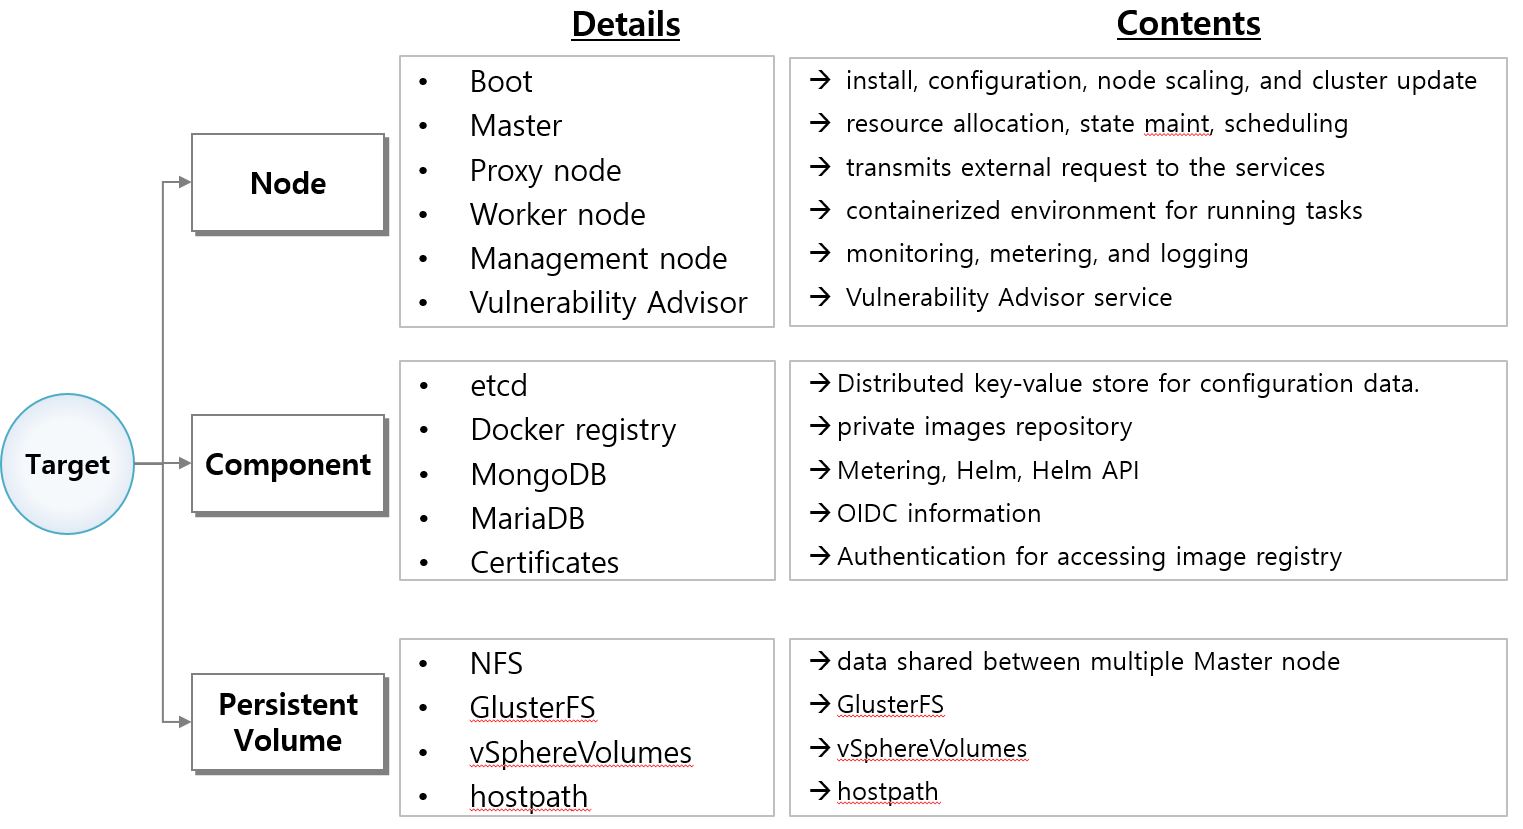 Details
Contents
Target
Node
• Boot
• Master
• Proxy node
• Worker node
• Management node
• Vulnerability Advisor
→ install, configuration, node scaling, and cluster update
→ resource allocation, state maint, scheduling
→ transmits external request to the services
→ containerized environment for running tasks
→ monitoring, metering, and logging
→ Vulnerability Advisor service
Component
• etcd
• Docker registry
• MongoDB
• MariaDB
• Certificates
→ Distributed key-value store for configuration data.
→ private images repository
→ Metering, Helm, Helm API
→ OIDC information
→ Authentication for accessing image registry
Persistent
Volume
• NFS
• GlusterFS
• vSphereVolumes
• hostpath
→ data shared between multiple Master node
→ GlusterFS
→ vSphereVolumes
→ hostpath